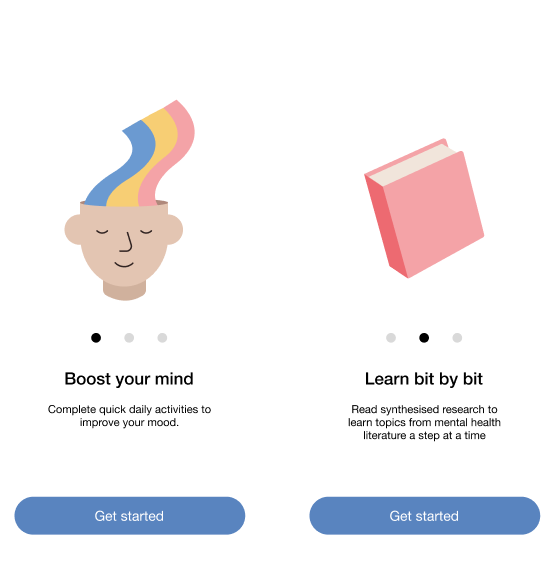 Boost your mind
Complete quick daily activities to
improve your mood.
Get started
Learn bit by bit
Read synthesised research to
learn topics from mental health
literature a step at a time
Get started